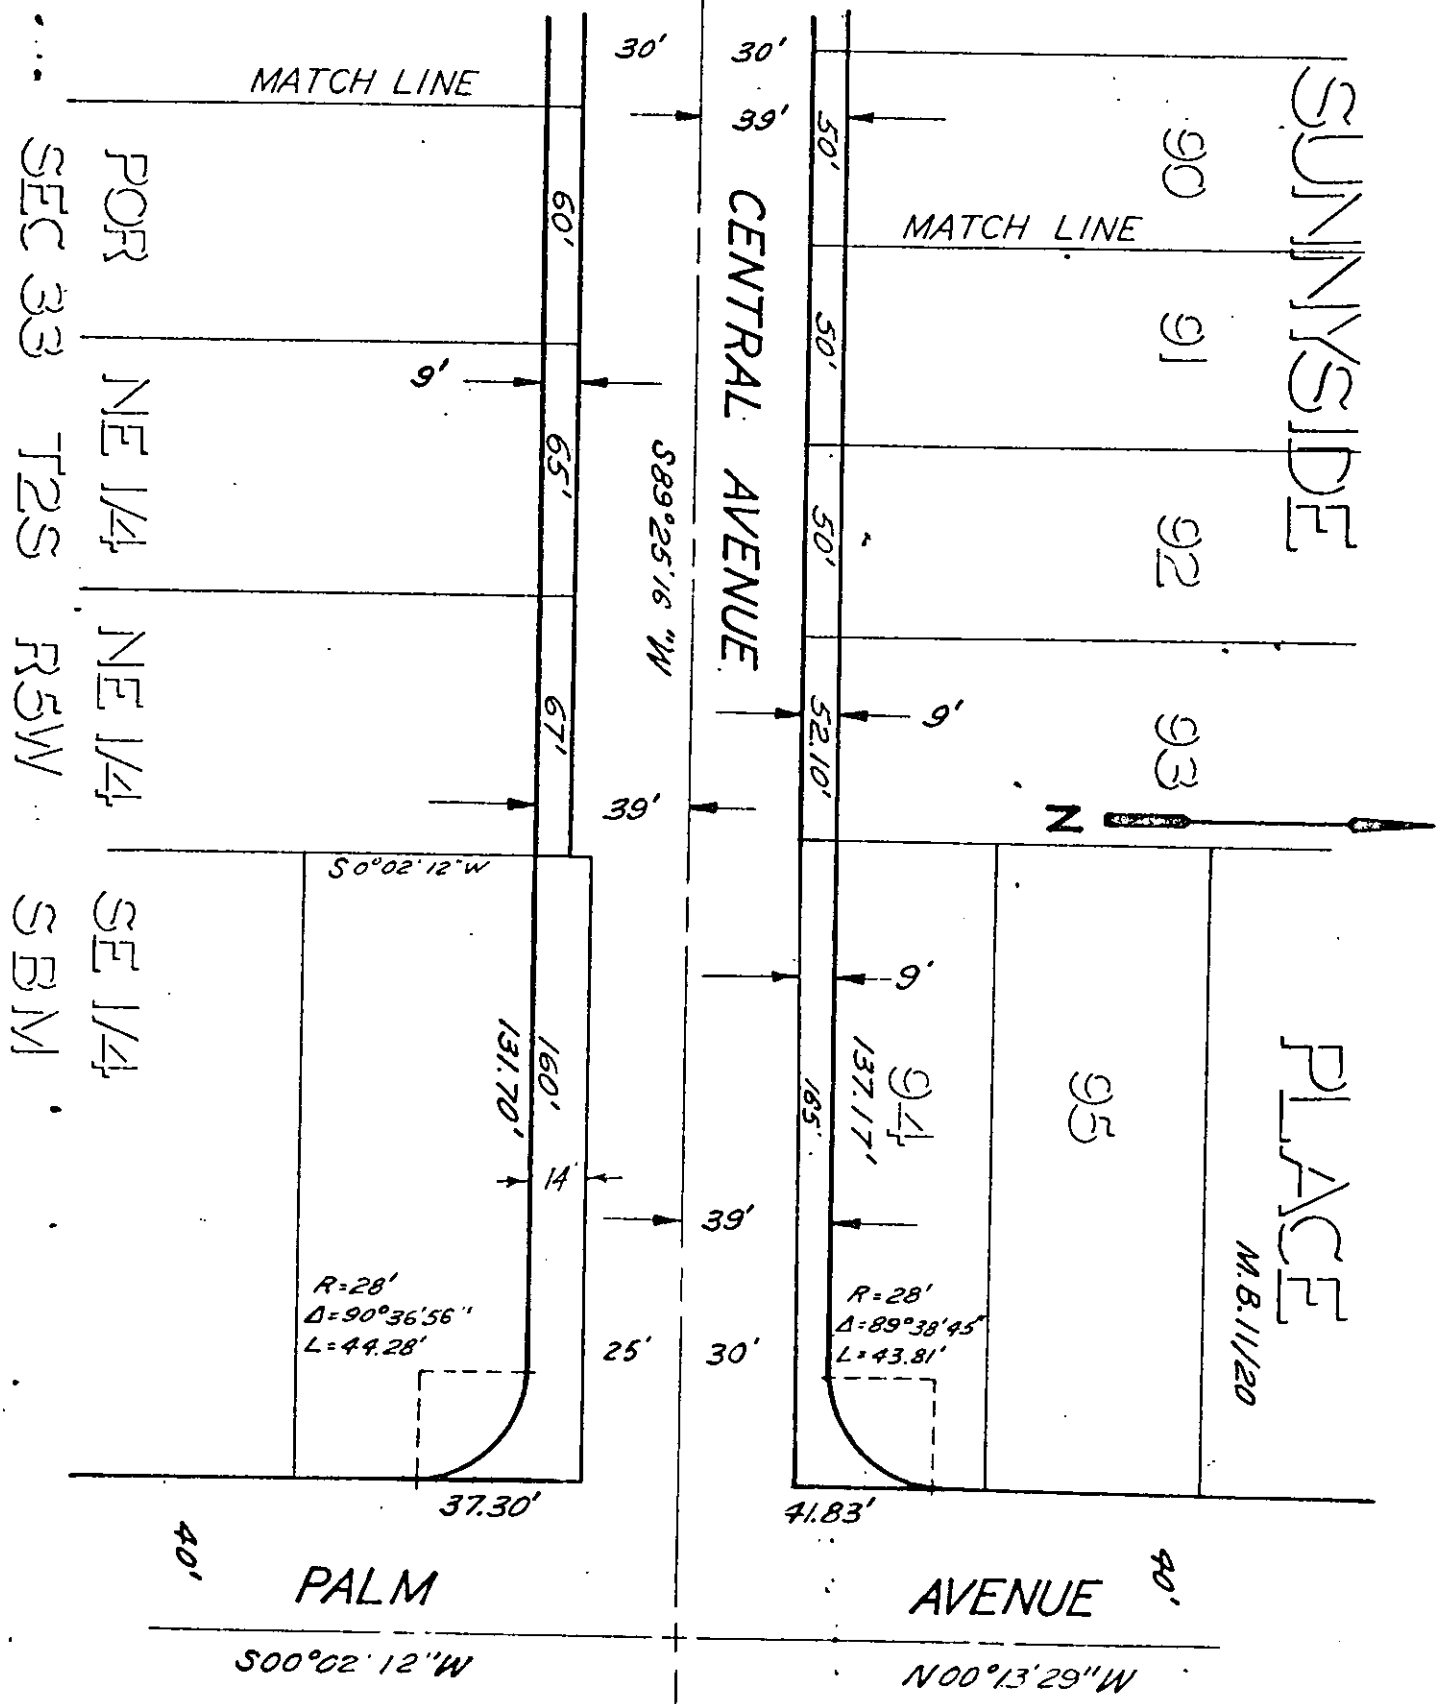 30'
30'
MATCH LINE
39'
50'
SUNNYSIDE
90
60'
MATCH LINE
CENTRAL AVENUE
S89°25'16"W
50'
91
9'
65'
50'
92
67'
52.10'
9'
93
39'
N
S0°02'12"W
9'
160'
131.70'
165'
137.17'
94
95
PLACE
M.B. 11/20
14'
39'
R=28'
Δ=90°36'56"
L=44.28'
25'
30'
R=28'
Δ=89°38'45"
L=43.81'
37.30'
41.83'
40'
PALM AVENUE
40'
S00°02'12"W
N00°13'29"W
POR NE 1/4 NE 1/4 SE 1/4
SEC 33 T2S R5W SBM